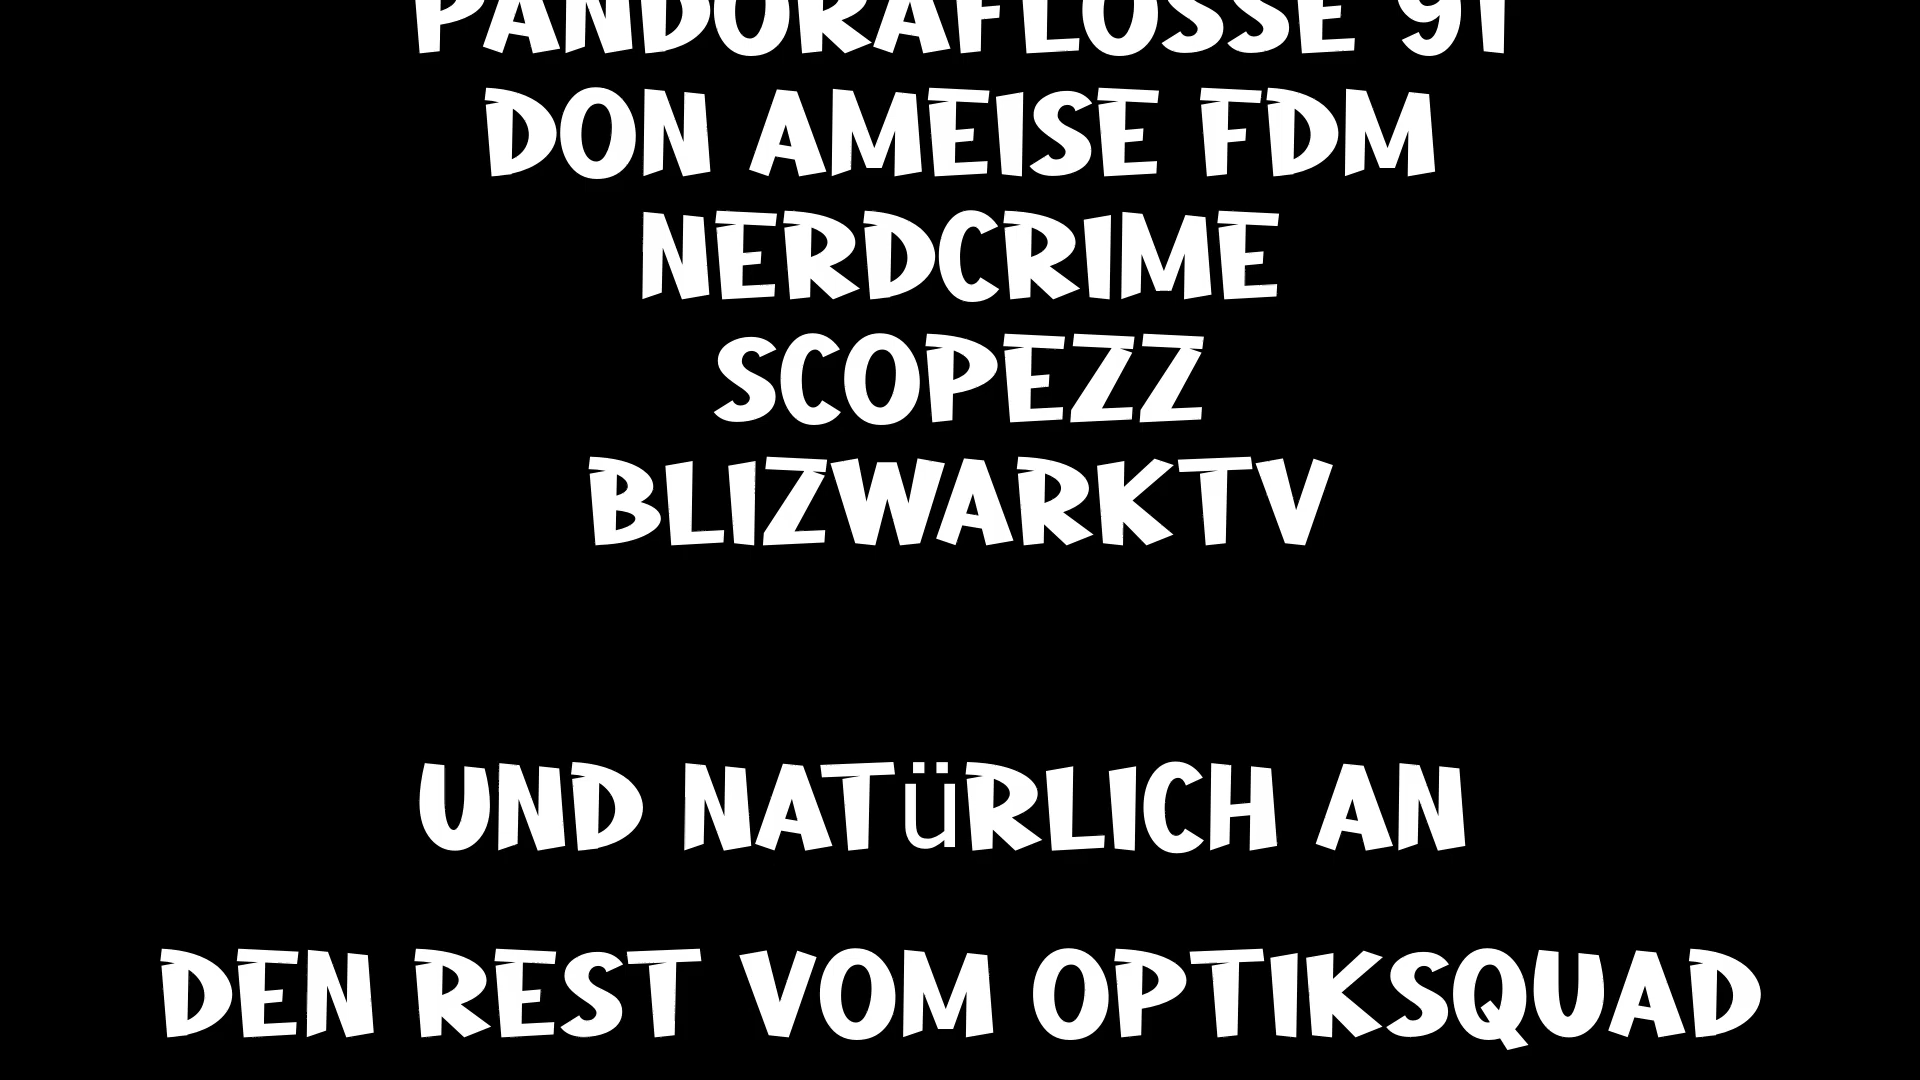 PANDORAFLOSSE 91
DON AMEISE FDM
NERDCRIME
SCOPEZZ
BLIZWARKTV
UND NATüRLICH AN
DEN REST VOM OPTIKSQUAD